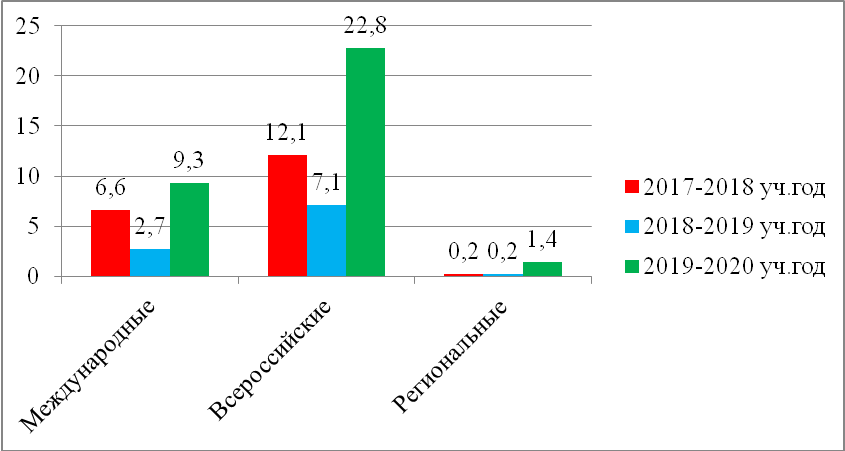 25
20
15
10
5
0
6,6
2,7
9,3
12,1
7,1
22,8
0,2
0,2
1,4
Международные
Всероссийские
Региональные
2017-2018 уч.год
2018-2019 уч.год
2019-2020 уч.год